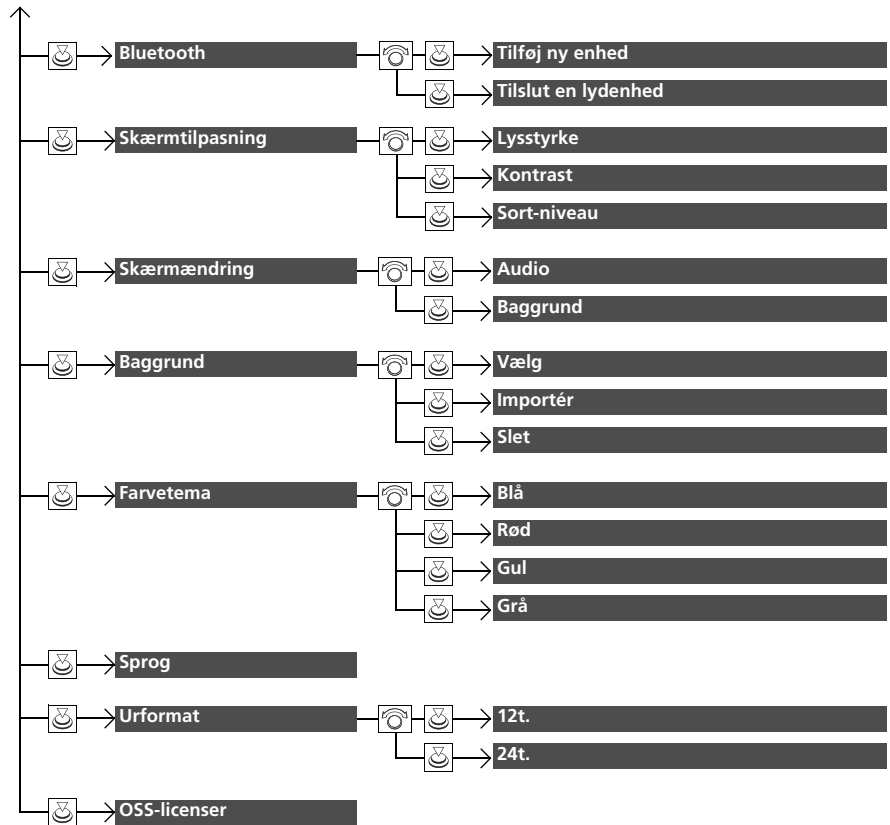 Bluetooth
Tilføj ny enhed
Tilslut en lydenhed
Skærmtilpasning
Lysstyrke
Kontrast
Sort-niveau
Skærmændring
Audio
Baggrund
Baggrund
Vælg
Importér
Slet
Farvetema
Blå
Rød
Gul
Grå
Sprog
Urformat
12t.
24t.
OSS-licenser